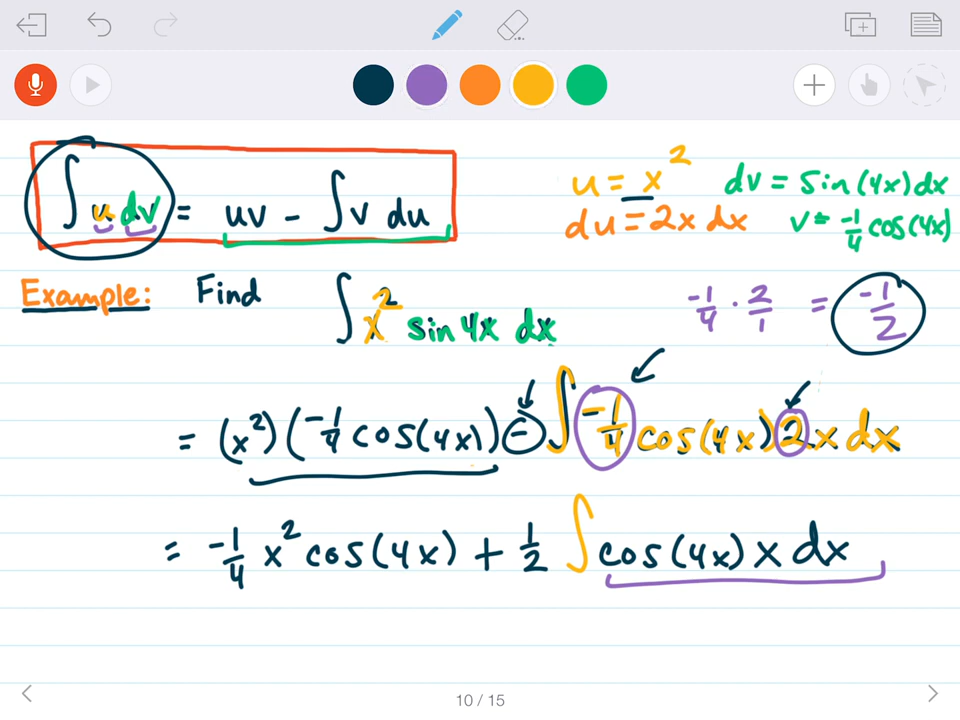 ∫ u dv = uv - ∫ v du
u = x² dv = sin(4x) dx
du = 2x dx v = -1/4 cos(4x)
Example: Find ∫ x² sin 4x dx
-1/4 · 2/1 = -1/2
= (x²)(-1/4 cos(4x)) - ∫ -1/4 cos(4x) 2x dx
= -1/4 x² cos(4x) + 1/2 ∫ cos(4x) x dx
10 / 15